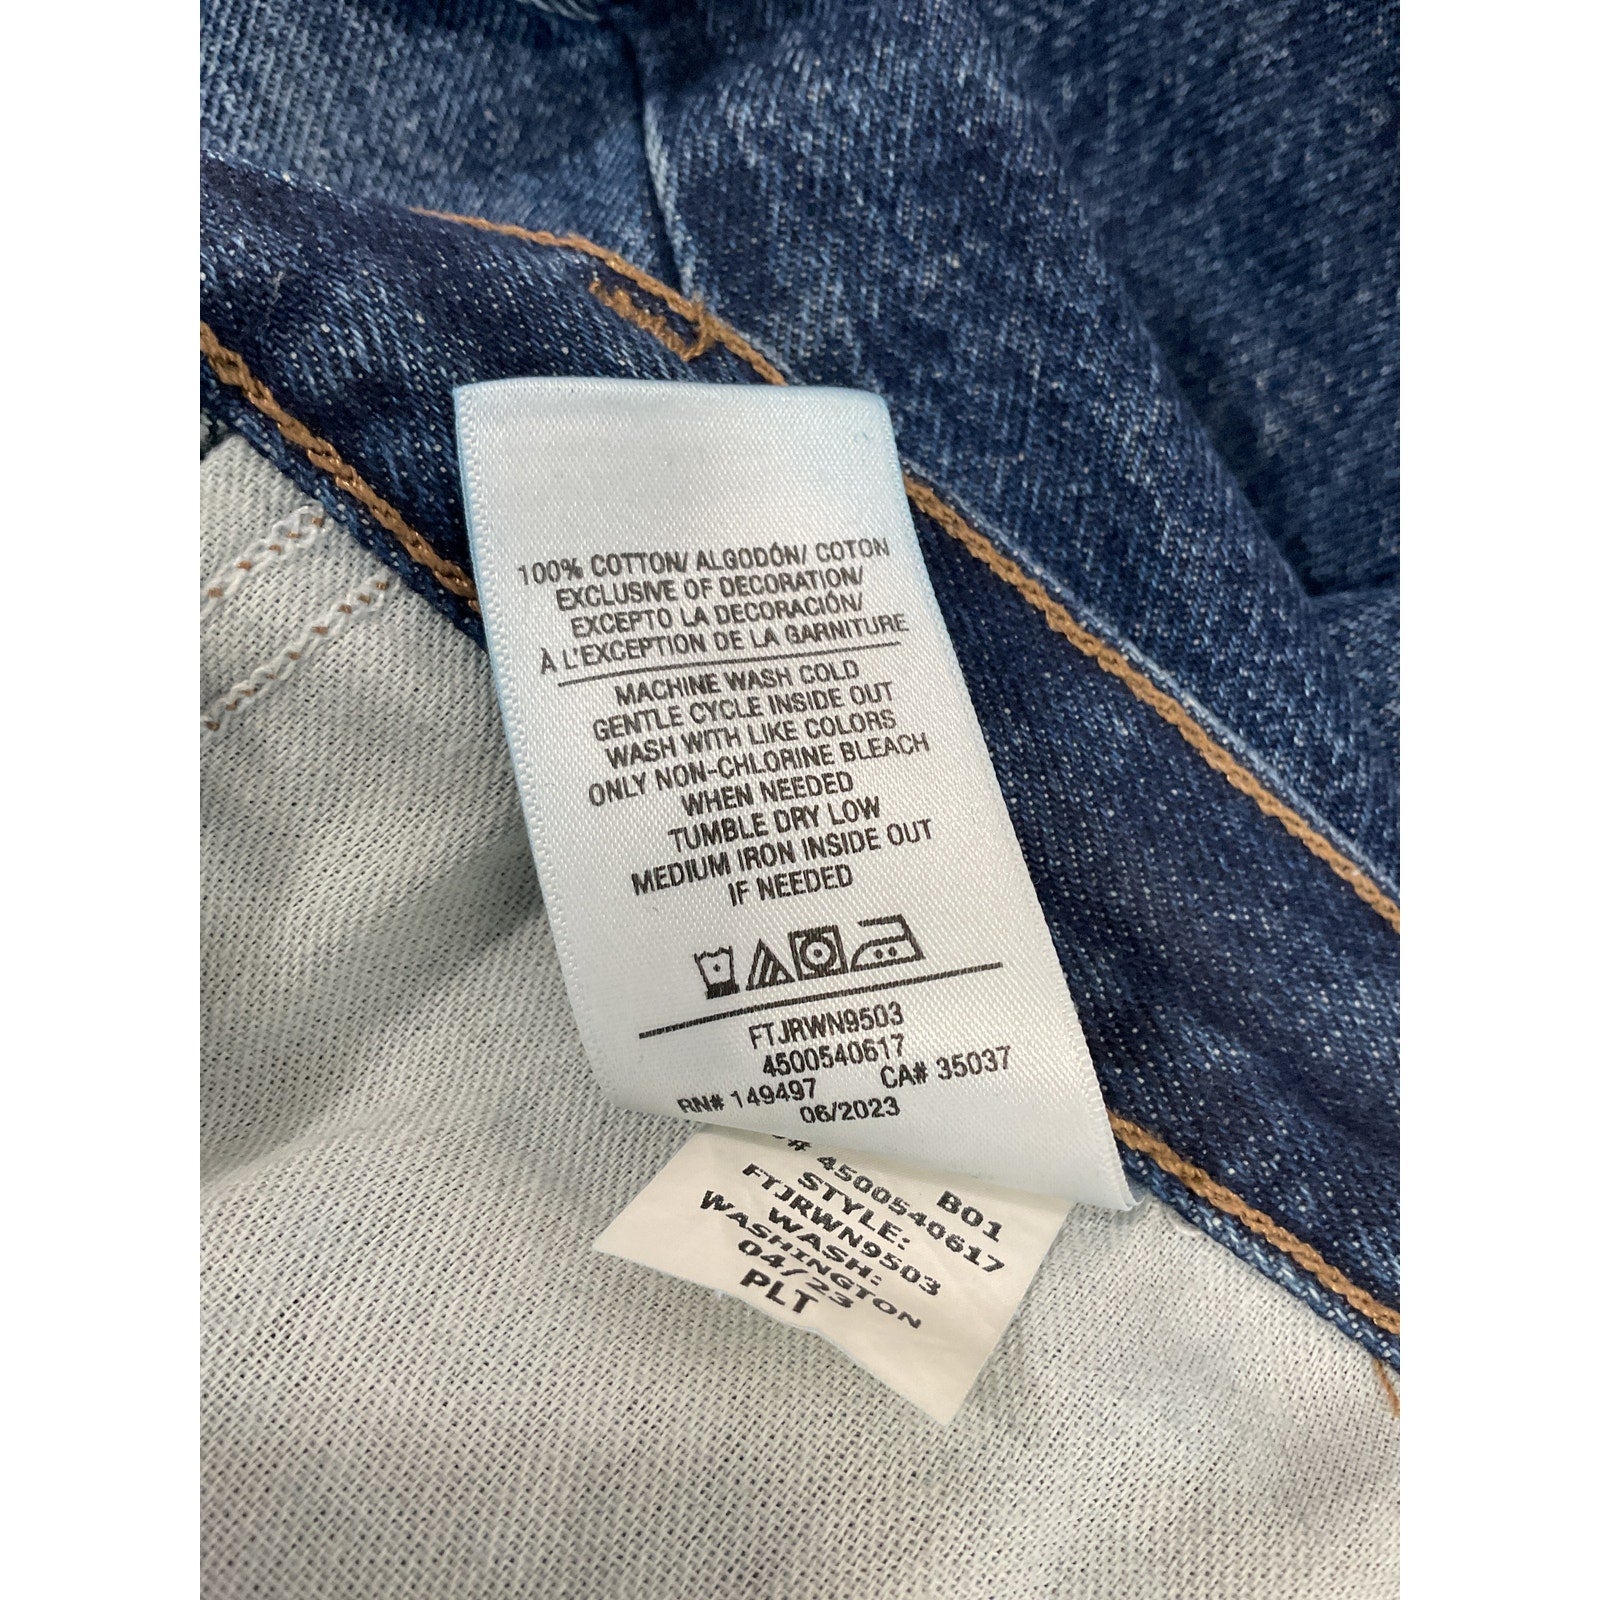 100% COTTON/ ALGODÓN/ COTON
EXCLUSIVE OF DECORATION/
EXCEPTO LA DECORACIÓN/
À L'EXCEPTION DE LA GARNITURE
MACHINE WASH COLD
GENTLE CYCLE INSIDE OUT
WASH WITH LIKE COLORS
ONLY NON-CHLORINE BLEACH
WHEN NEEDED
TUMBLE DRY LOW
MEDIUM IRON INSIDE OUT
IF NEEDED
FTJRWN9503
4500540617
RN# 149497 CA# 35037
06/2023
B01
# 4500540617
STYLE:
FTJRWN9503
WASH:
WASHINGTON
04/23
PLT